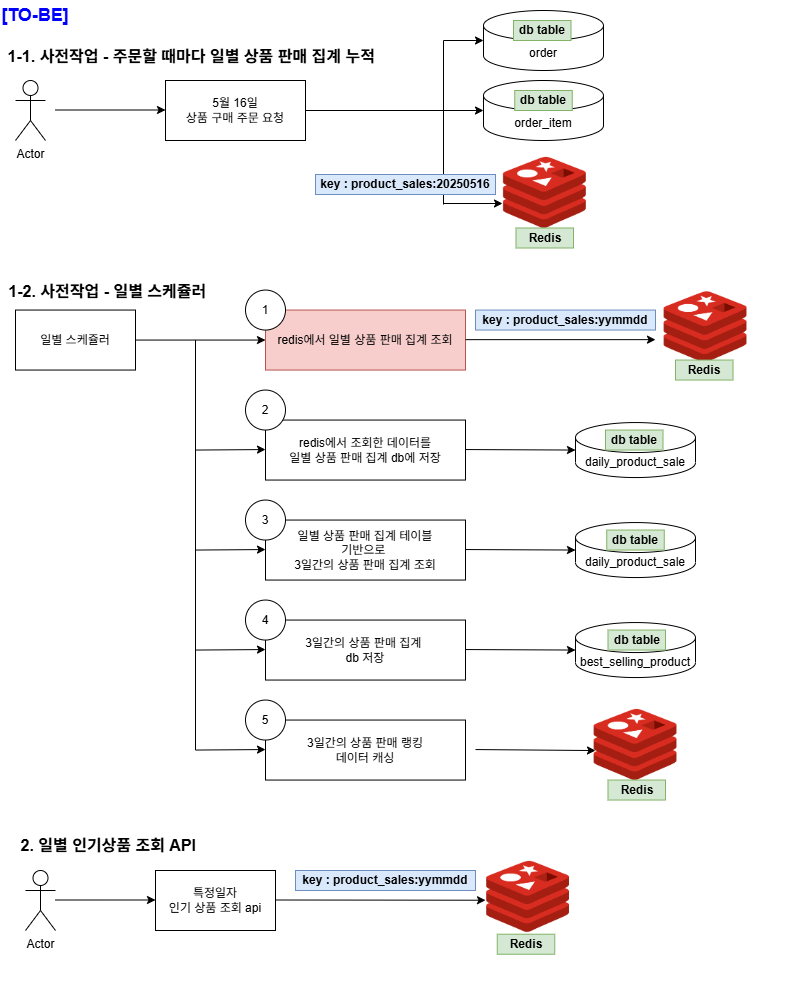 [TO-BE]
1-1. 사전작업 - 주문할 때마다 일별 상품 판매 집계 누적
Actor
5월 16일
상품 구매 주문 요청
db table
order
db table
order_item
key : product_sales:20250516
Redis
1-2. 사전작업 - 일별 스케쥴러
일별 스케쥴러
1
redis에서 일별 상품 판매 집계 조회
key : product_sales:yymmdd
Redis
2
redis에서 조회한 데이터를
일별 상품 판매 집계 db에 저장
db table
daily_product_sale
3
일별 상품 판매 집계 테이블
기반으로
3일간의 상품 판매 집계 조회
db table
daily_product_sale
4
3일간의 상품 판매 집계
db 저장
db table
best_selling_product
5
3일간의 상품 판매 랭킹
데이터 캐싱
Redis
2. 일별 인기상품 조회 API
Actor
특정일자
인기 상품 조회 api
key : product_sales:yymmdd
Redis